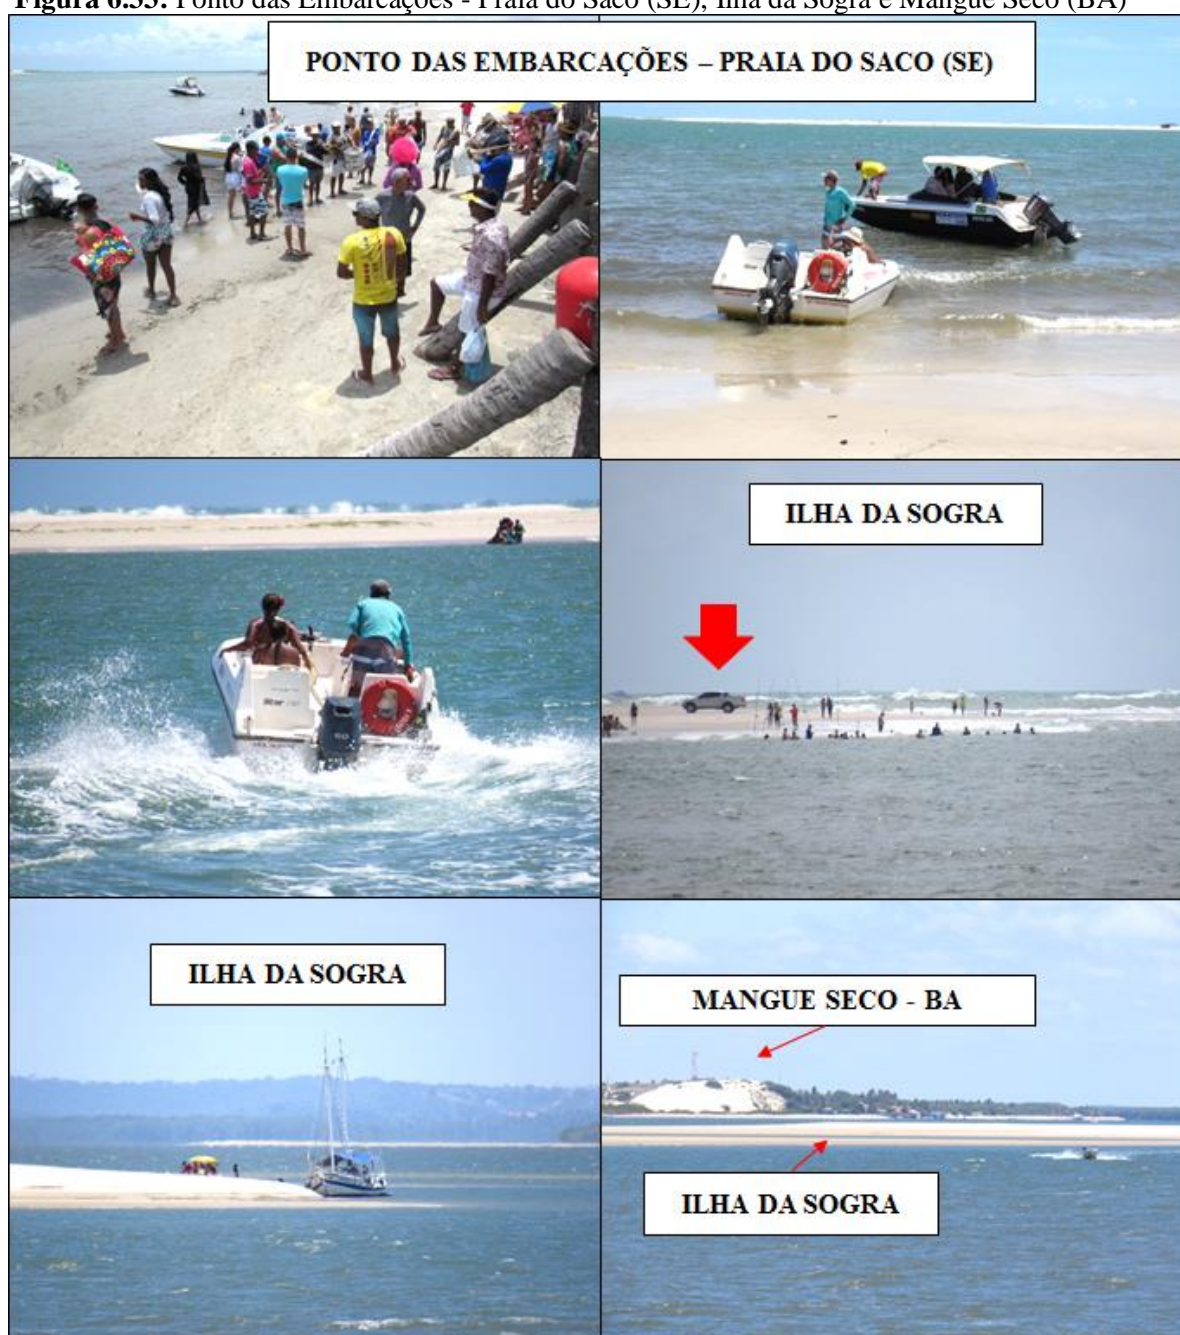 Figura 6.55: Ponto das Embarcações - Praia do Saco (SE), Ilha da Sogra e Mangue Seco (BA)
PONTO DAS EMBARCAÇÕES – PRAIA DO SACO (SE)
ILHA DA SOGRA
ILHA DA SOGRA
MANGUE SECO - BA
ILHA DA SOGRA